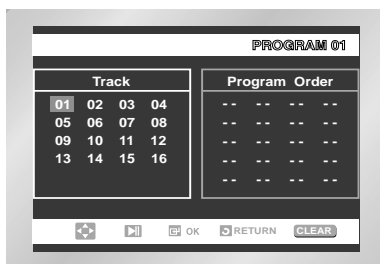 PROGRAM 01
Track
01 02 03 04
05 06 07 08
09 10 11 12
13 14 15 16
Program Order
-- -- -- --
-- -- -- --
-- -- -- --
-- -- -- --
-- -- -- --
OK RETURN CLEAR